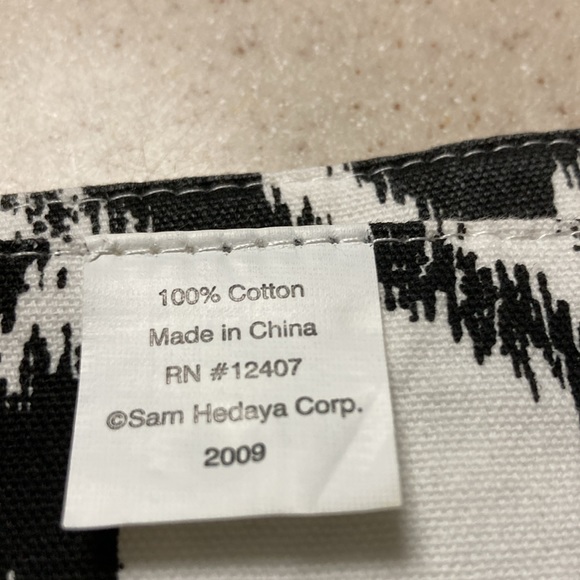 100% Cotton
Made in China
RN #12407
©Sam Hedaya Corp.
2009